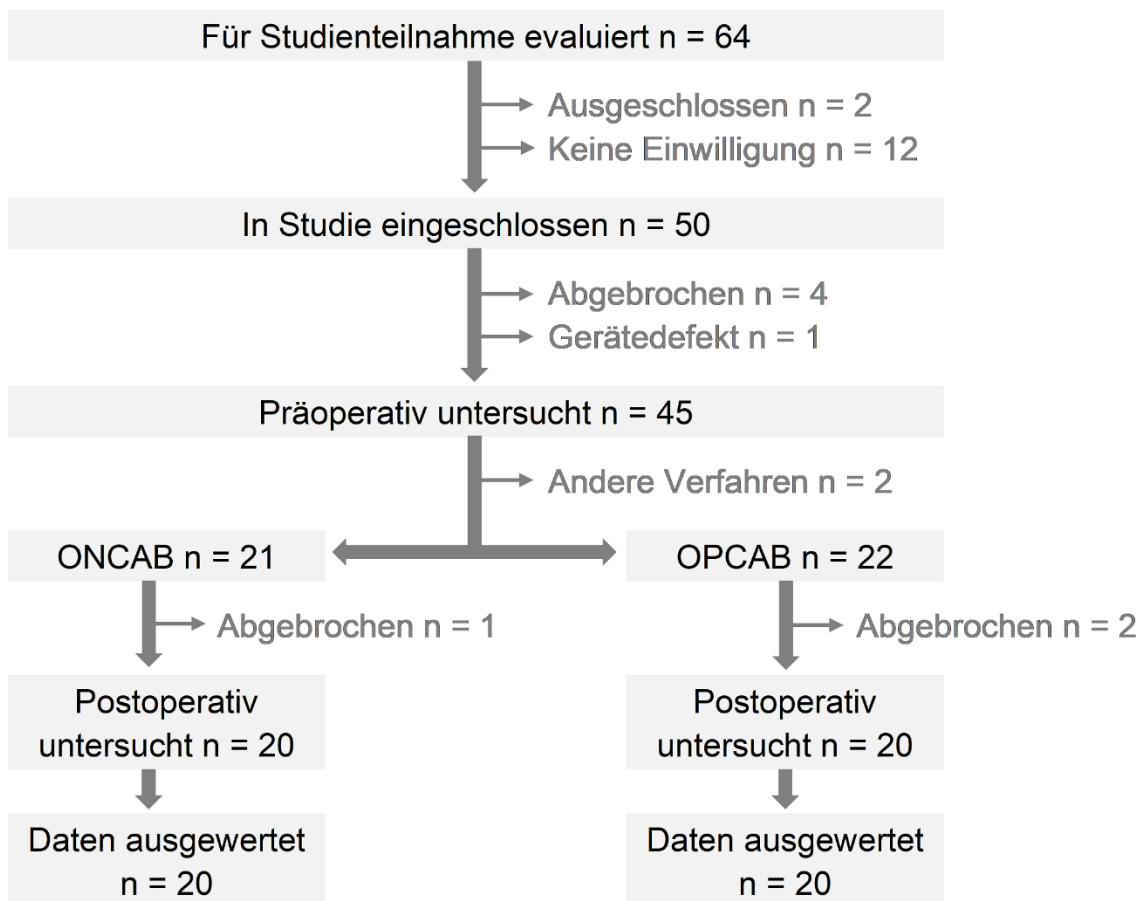 Für Studienteilnahme evaluiert n = 64
Ausgeschlossen n = 2
Keine Einwilligung n = 12
In Studie eingeschlossen n = 50
Abgebrochen n = 4
Gerätedefekt n = 1
Präoperativ untersucht n = 45
Andere Verfahren n = 2
ONCAB n = 21
OPCAB n = 22
Abgebrochen n = 1
Abgebrochen n = 2
Postoperativ
untersucht n = 20
Postoperativ
untersucht n = 20
Daten ausgewertet
n = 20
Daten ausgewertet
n = 20